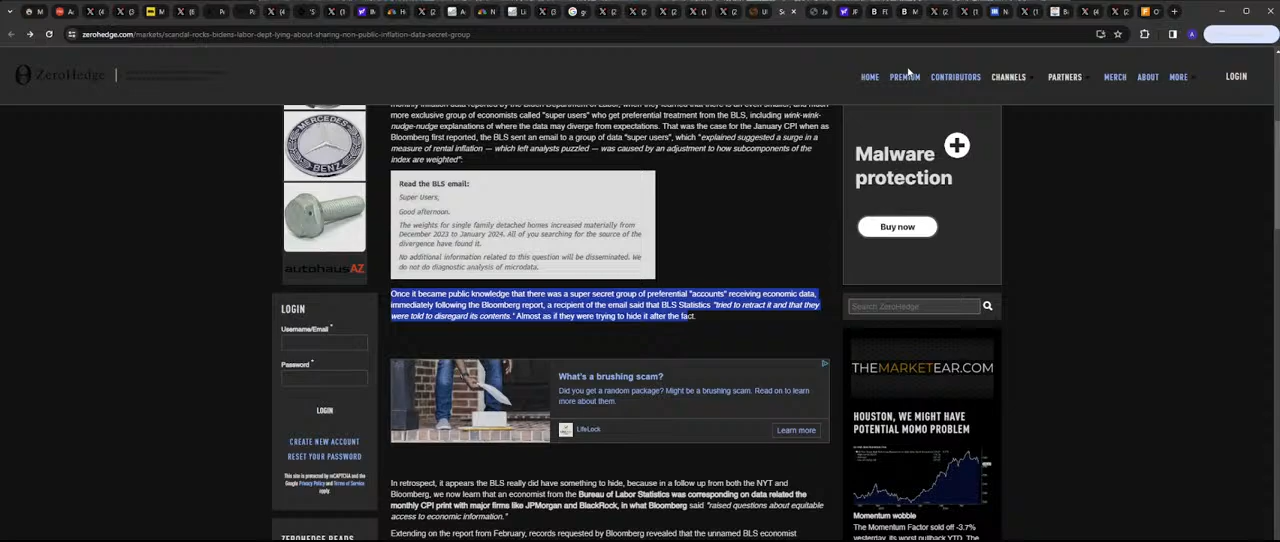 zerohedge.com/markets/scandal-rocks-bidens-labor-dept-lying-about-sharing-non-public-inflation-data-secret-group
ZeroHedge
HOME
PREMIUM
CONTRIBUTORS
CHANNELS
PARTNERS
MERCH
ABOUT
MORE
LOGIN
MERCEDES
BENZ
autohausAZ
LOGIN
Username/Email *
Password *
LOGIN
CREATE NEW ACCOUNT
RESET YOUR PASSWORD
This site is protected by reCAPTCHA and the
Google Privacy Policy and Terms of Service
apply.
ZEROHEDGE READS
monthly inflation data reported by the Biden Department of Labor, when they learned that there is an even smaller, and much
more exclusive group of economists called "super users" who get preferential treatment from the BLS, including wink-wink-
nudge-nudge explanations of where the data may diverge from expectations. That was the case for the January CPI when as
Bloomberg first reported, the BLS sent an email to a group of data "super users", which "explained suggested a surge in a
measure of rental inflation — which left analysts puzzled — was caused by an adjustment to how subcomponents of the
index are weighted":
Read the BLS email:
Super Users,
Good afternoon.
The weights for single family detached homes increased materially from
December 2023 to January 2024. All of you searching for the source of the
divergence have found it.
No additional information related to this question will be disseminated. We
do not do diagnostic analysis of microdata.
Once it became public knowledge that there was a super secret group of preferential "accounts" receiving economic data,
immediately following the Bloomberg report, a recipient of the email said that BLS Statistics "tried to retract it and that they
were told to disregard its contents." Almost as if they were trying to hide it after the fact.
What's a brushing scam?
Did you get a random package? Might be a brushing scam. Read on to learn
more about them.
LifeLock
Learn more
In retrospect, it appears the BLS really did have something to hide, because in a follow up from both the NYT and
Bloomberg, we now learn that an economist from the Bureau of Labor Statistics was corresponding on data related the
monthly CPI print with major firms like JPMorgan and BlackRock, in what Bloomberg said "raised questions about equitable
access to economic information."
Extending on the report from February, records requested by Bloomberg revealed that the unnamed BLS economist
Malware
protection
Buy now
Search ZeroHedge
THEMARKETEAR.COM
HOUSTON, WE MIGHT HAVE
POTENTIAL MOMO PROBLEM
Momentum wobble
The Momentum Factor sold off -3.7%
yesterday, its worst pullback YTD. The